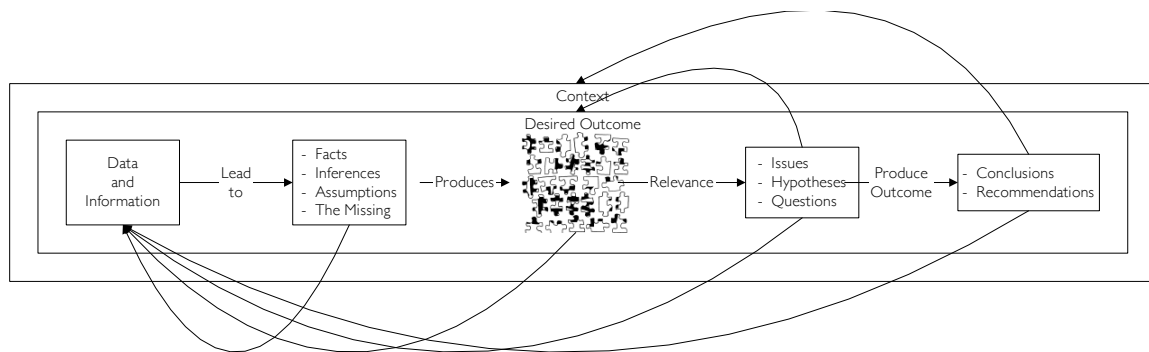 Context
Desired Outcome
Data
and
Information
Lead
to
- Facts
- Inferences
- Assumptions
- The Missing
Produces
Relevance
- Issues
- Hypotheses
- Questions
Produce
Outcome
- Conclusions
- Recommendations